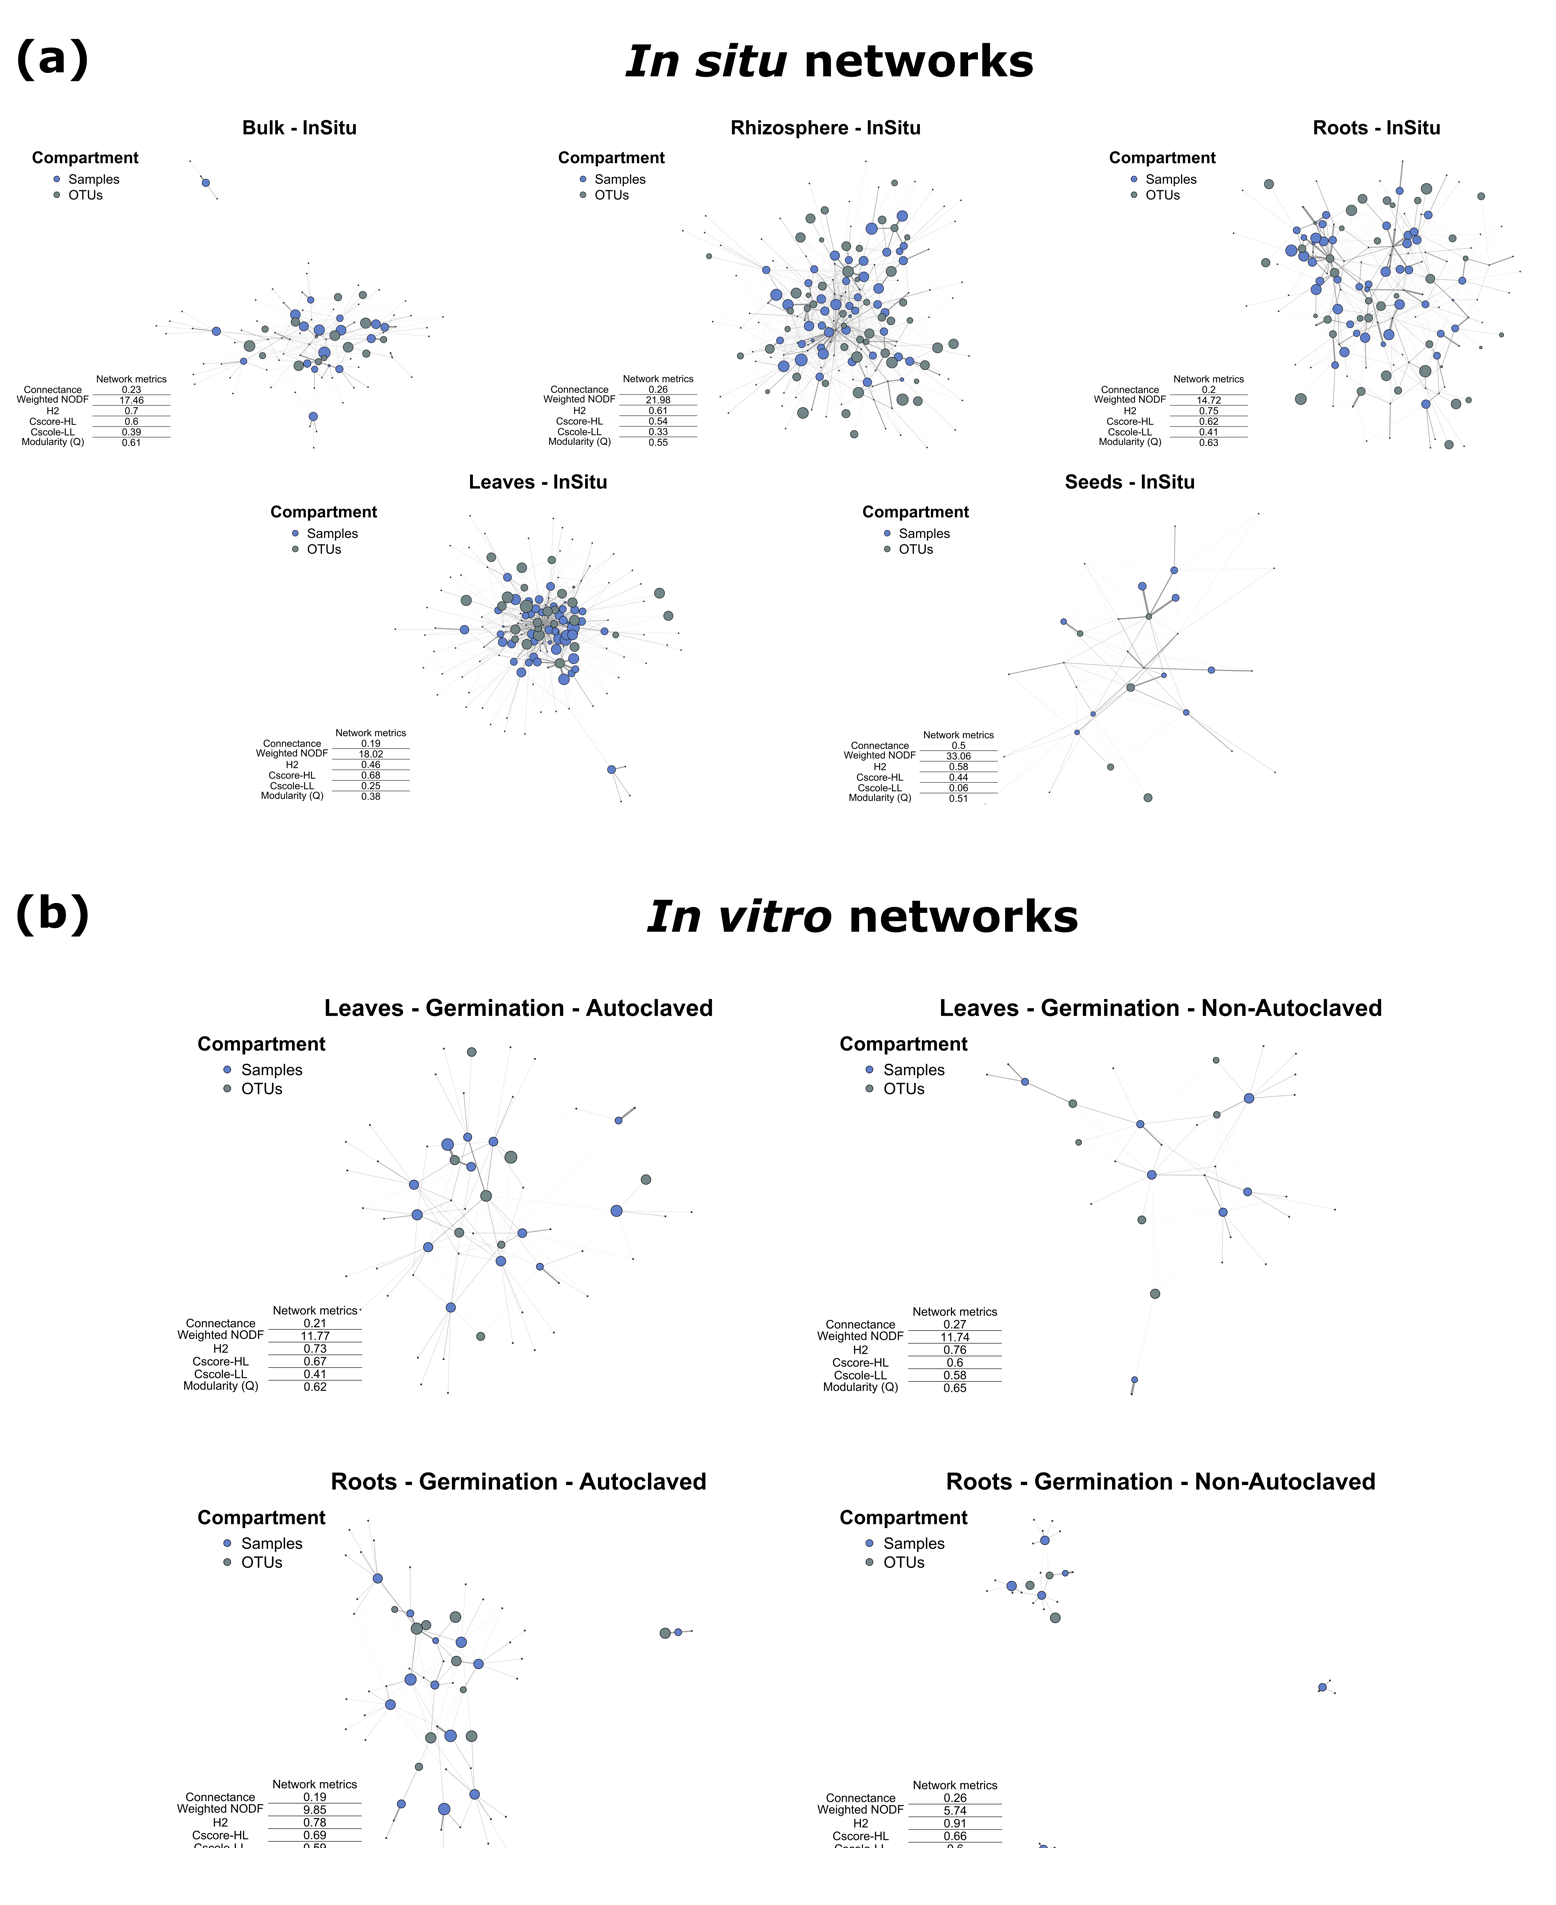 (a)
In situ networks
Bulk - InSitu
Compartment
Samples
OTUs
Network metrics
Connectance 0.23
Weighted NODF 17.46
H2 0.7
Cscore-HL 0.6
Cscole-LL 0.39
Modularity (Q) 0.61
Rhizosphere - InSitu
Compartment
Samples
OTUs
Network metrics
Connectance 0.26
Weighted NODF 21.98
H2 0.61
Cscore-HL 0.54
Cscole-LL 0.33
Modularity (Q) 0.55
Roots - InSitu
Compartment
Samples
OTUs
Network metrics
Connectance 0.2
Weighted NODF 14.72
H2 0.75
Cscore-HL 0.62
Cscole-LL 0.41
Modularity (Q) 0.63
Leaves - InSitu
Compartment
Samples
OTUs
Network metrics
Connectance 0.19
Weighted NODF 18.02
H2 0.46
Cscore-HL 0.68
Cscole-LL 0.25
Modularity (Q) 0.38
Seeds - InSitu
Compartment
Samples
OTUs
Network metrics
Connectance 0.5
Weighted NODF 33.06
H2 0.58
Cscore-HL 0.44
Cscole-LL 0.06
Modularity (Q) 0.51
(b)
In vitro networks
Leaves - Germination - Autoclaved
Compartment
Samples
OTUs
Network metrics
Connectance 0.21
Weighted NODF 11.77
H2 0.73
Cscore-HL 0.67
Cscole-LL 0.41
Modularity (Q) 0.62
Leaves - Germination - Non-Autoclaved
Compartment
Samples
OTUs
Network metrics
Connectance 0.27
Weighted NODF 11.74
H2 0.76
Cscore-HL 0.6
Cscole-LL 0.58
Modularity (Q) 0.65
Roots - Germination - Autoclaved
Compartment
Samples
OTUs
Network metrics
Connectance 0.19
Weighted NODF 9.85
H2 0.78
Cscore-HL 0.69
Cscole-LL 0.59
Roots - Germination - Non-Autoclaved
Compartment
Samples
OTUs
Network metrics
Connectance 0.26
Weighted NODF 5.74
H2 0.91
Cscore-HL 0.66
Cscole-LL 0.6